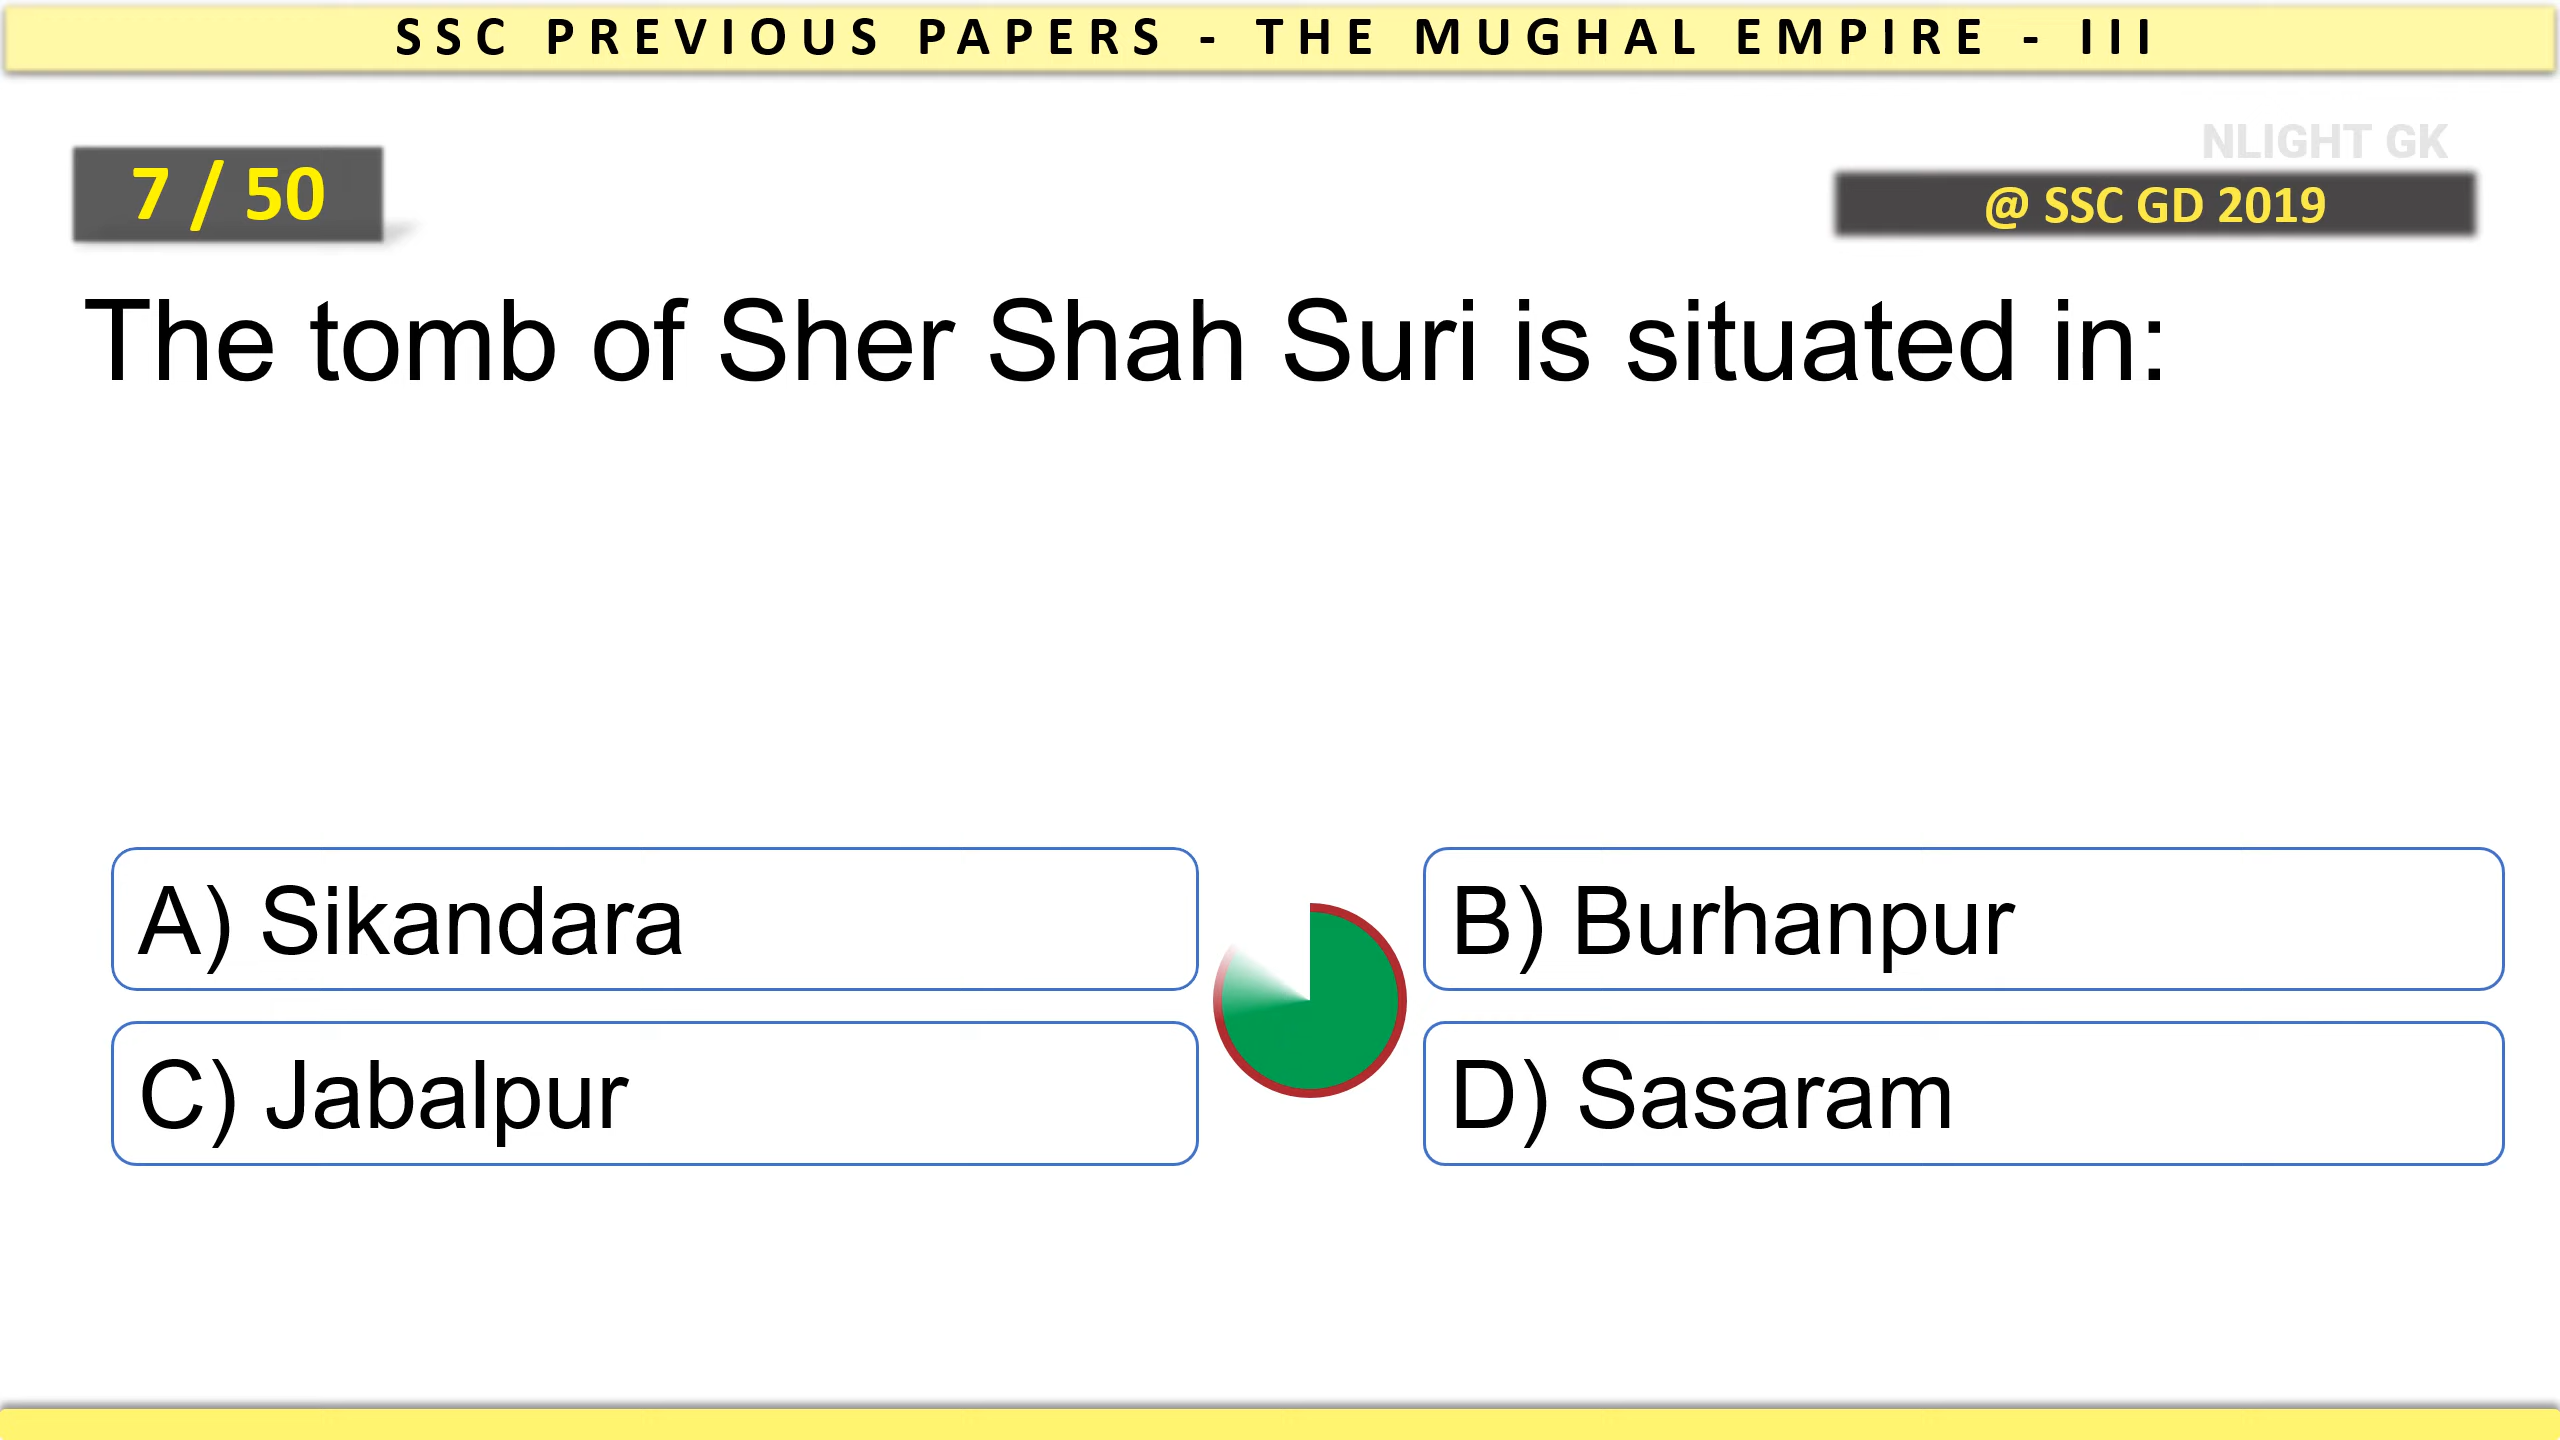 SSC PREVIOUS PAPERS - THE MUGHAL EMPIRE - III
NLIGHT GK
7 / 50
@ SSC GD 2019
The tomb of Sher Shah Suri is situated in:
A) Sikandara
B) Burhanpur
C) Jabalpur
D) Sasaram